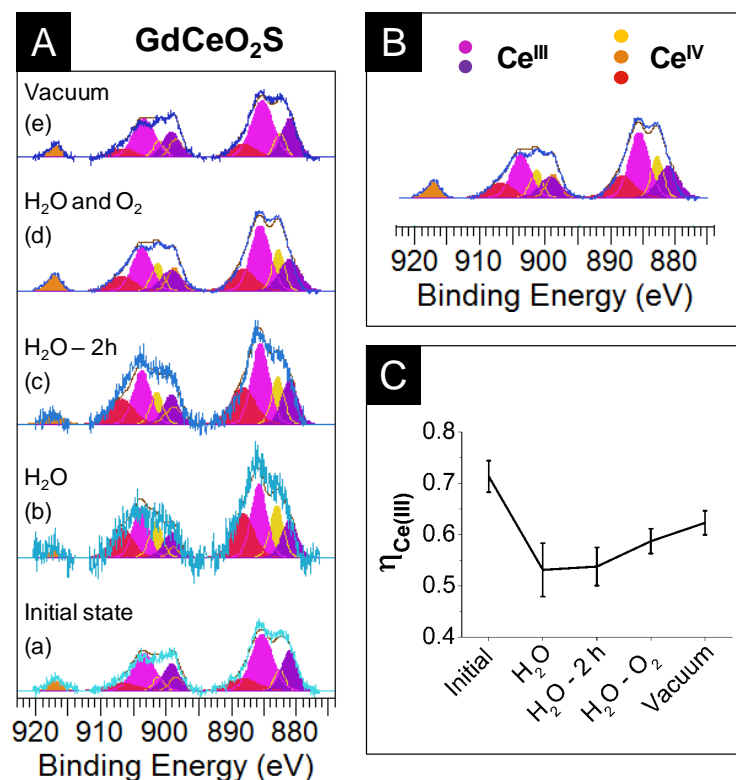 A
GdCeO₂S
Vacuum
(e)
H₂O and O₂
(d)
H₂O – 2h
(c)
H₂O
(b)
Initial state
(a)
920 910 900 890 880
Binding Energy (eV)
B
Ceᴵᴵᴵ
Ceᴵⱽ
920 910 900 890 880
Binding Energy (eV)
C
0.8
0.7
0.6
0.5
0.4
ηCe(III)
Initial
H₂O
H₂O - 2 h
H₂O - O₂
Vacuum